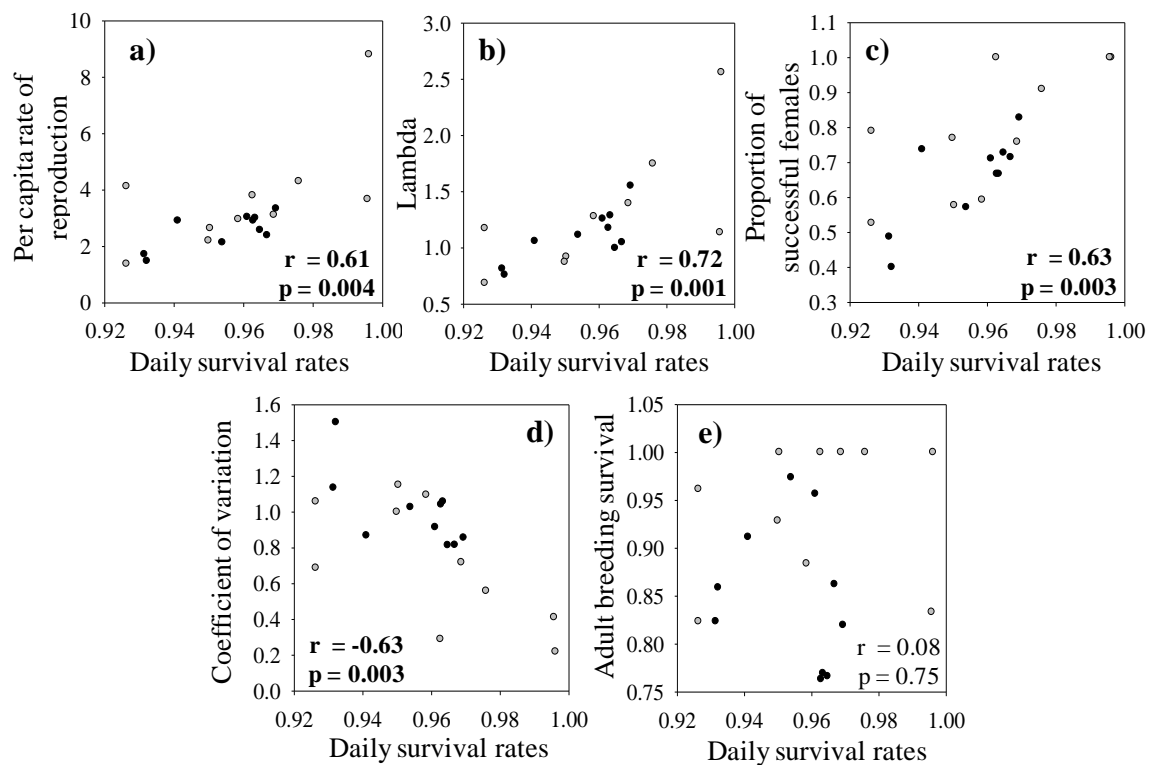 a)
Per capita rate of
reproduction
10
8
6
4
2
0
r = 0.61
p = 0.004
0.92 0.94 0.96 0.98 1.00
Daily survival rates
b)
Lambda
3.0
2.5
2.0
1.5
1.0
0.5
r = 0.72
p = 0.001
0.92 0.94 0.96 0.98 1.00
Daily survival rates
c)
Proportion of
successful females
1.1
1.0
0.9
0.8
0.7
0.6
0.5
0.4
0.3
r = 0.63
p = 0.003
0.92 0.94 0.96 0.98 1.00
Daily survival rates
d)
Coefficient of variation
1.6
1.4
1.2
1.0
0.8
0.6
0.4
0.2
0.0
r = -0.63
p = 0.003
0.92 0.94 0.96 0.98 1.00
Daily survival rates
e)
Adult breeding survival
1.05
1.00
0.95
0.90
0.85
0.80
0.75
r = 0.08
p = 0.75
0.92 0.94 0.96 0.98 1.00
Daily survival rates